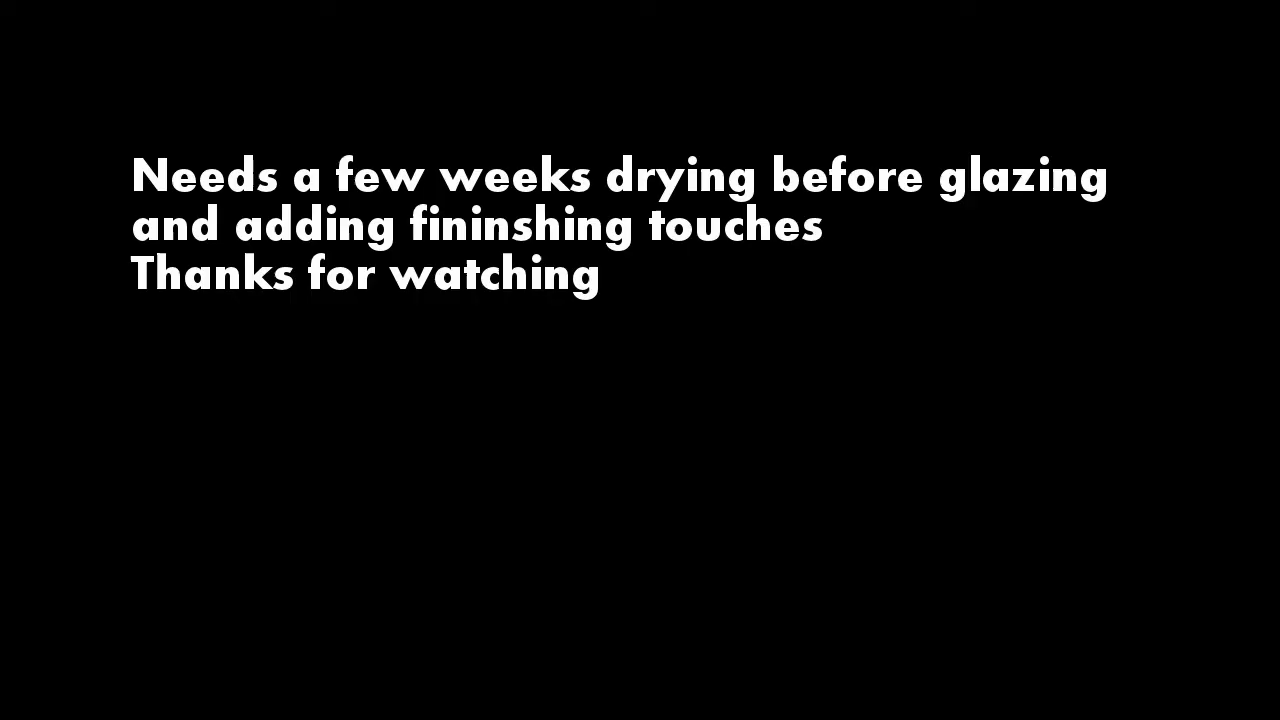 Needs a few weeks drying before glazing
and adding fininshing touches
Thanks for watching